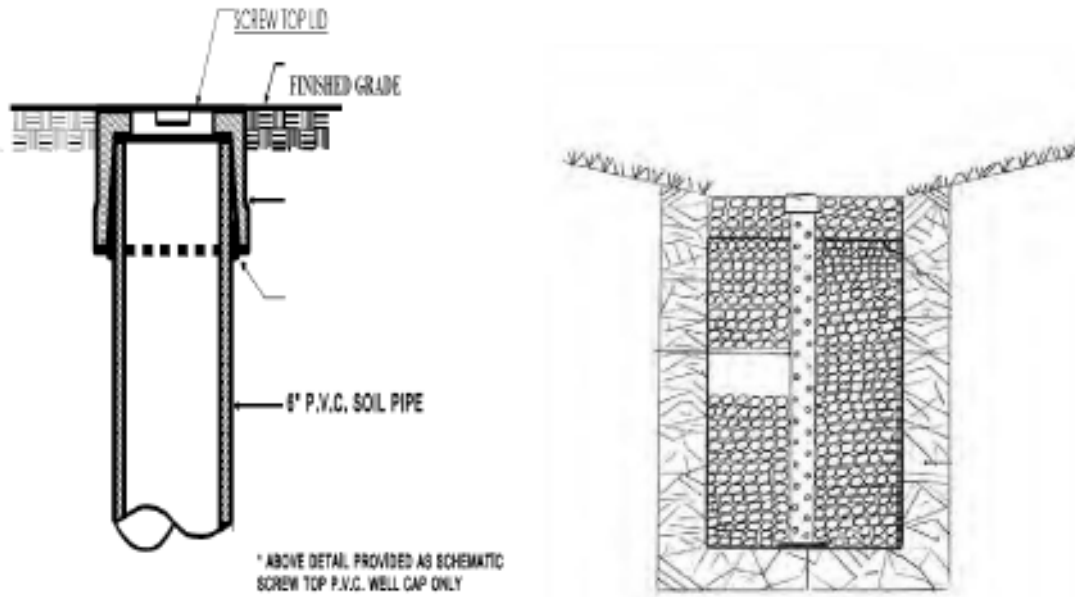 SCREW TOP LID
FINISHED GRADE
6" P.V.C. SOIL PIPE
* ABOVE DETAIL PROVIDED AS SCHEMATIC
SCREW TOP P.V.C. WELL CAP ONLY